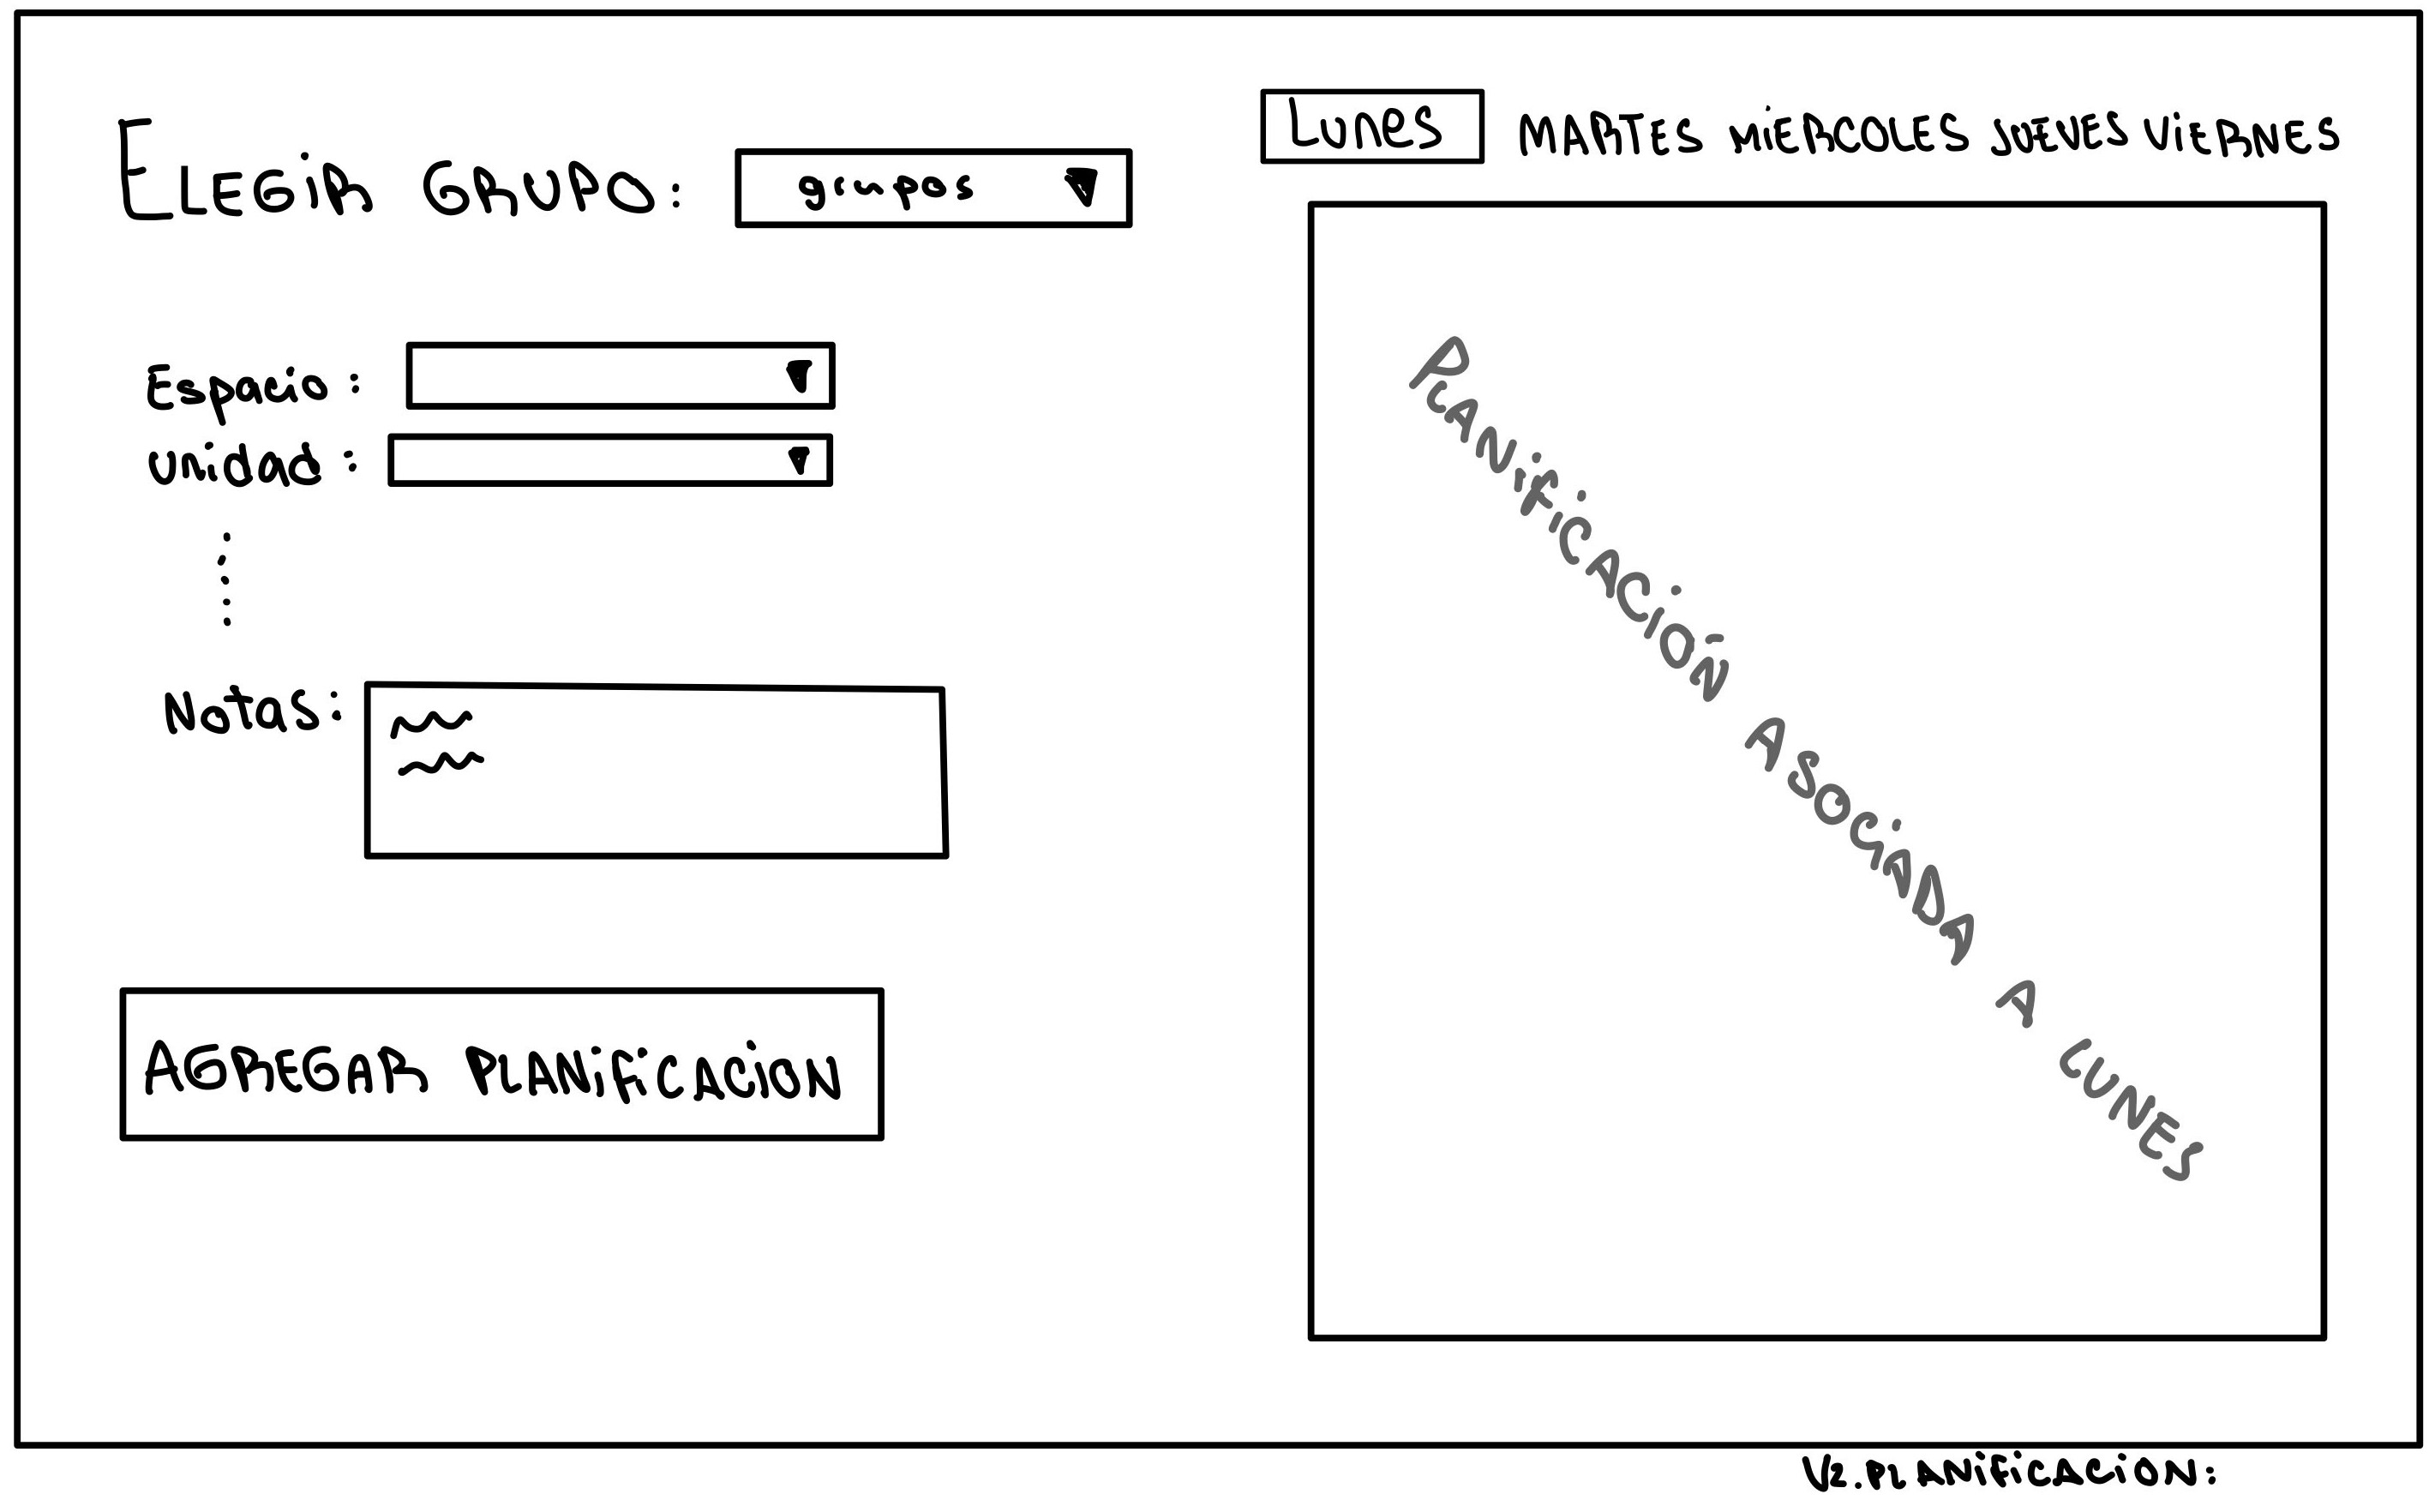 ELEGIR GRUPO:
grupos
Espacio:
Unidad:
Notas:
AGREGAR PLANIFICACION
LUNES MARTES MIERCOLES JUEVES VIERNES
PLANIFICACIÓN ASOCIADA A LUNES
V2.PLANIFICACION: